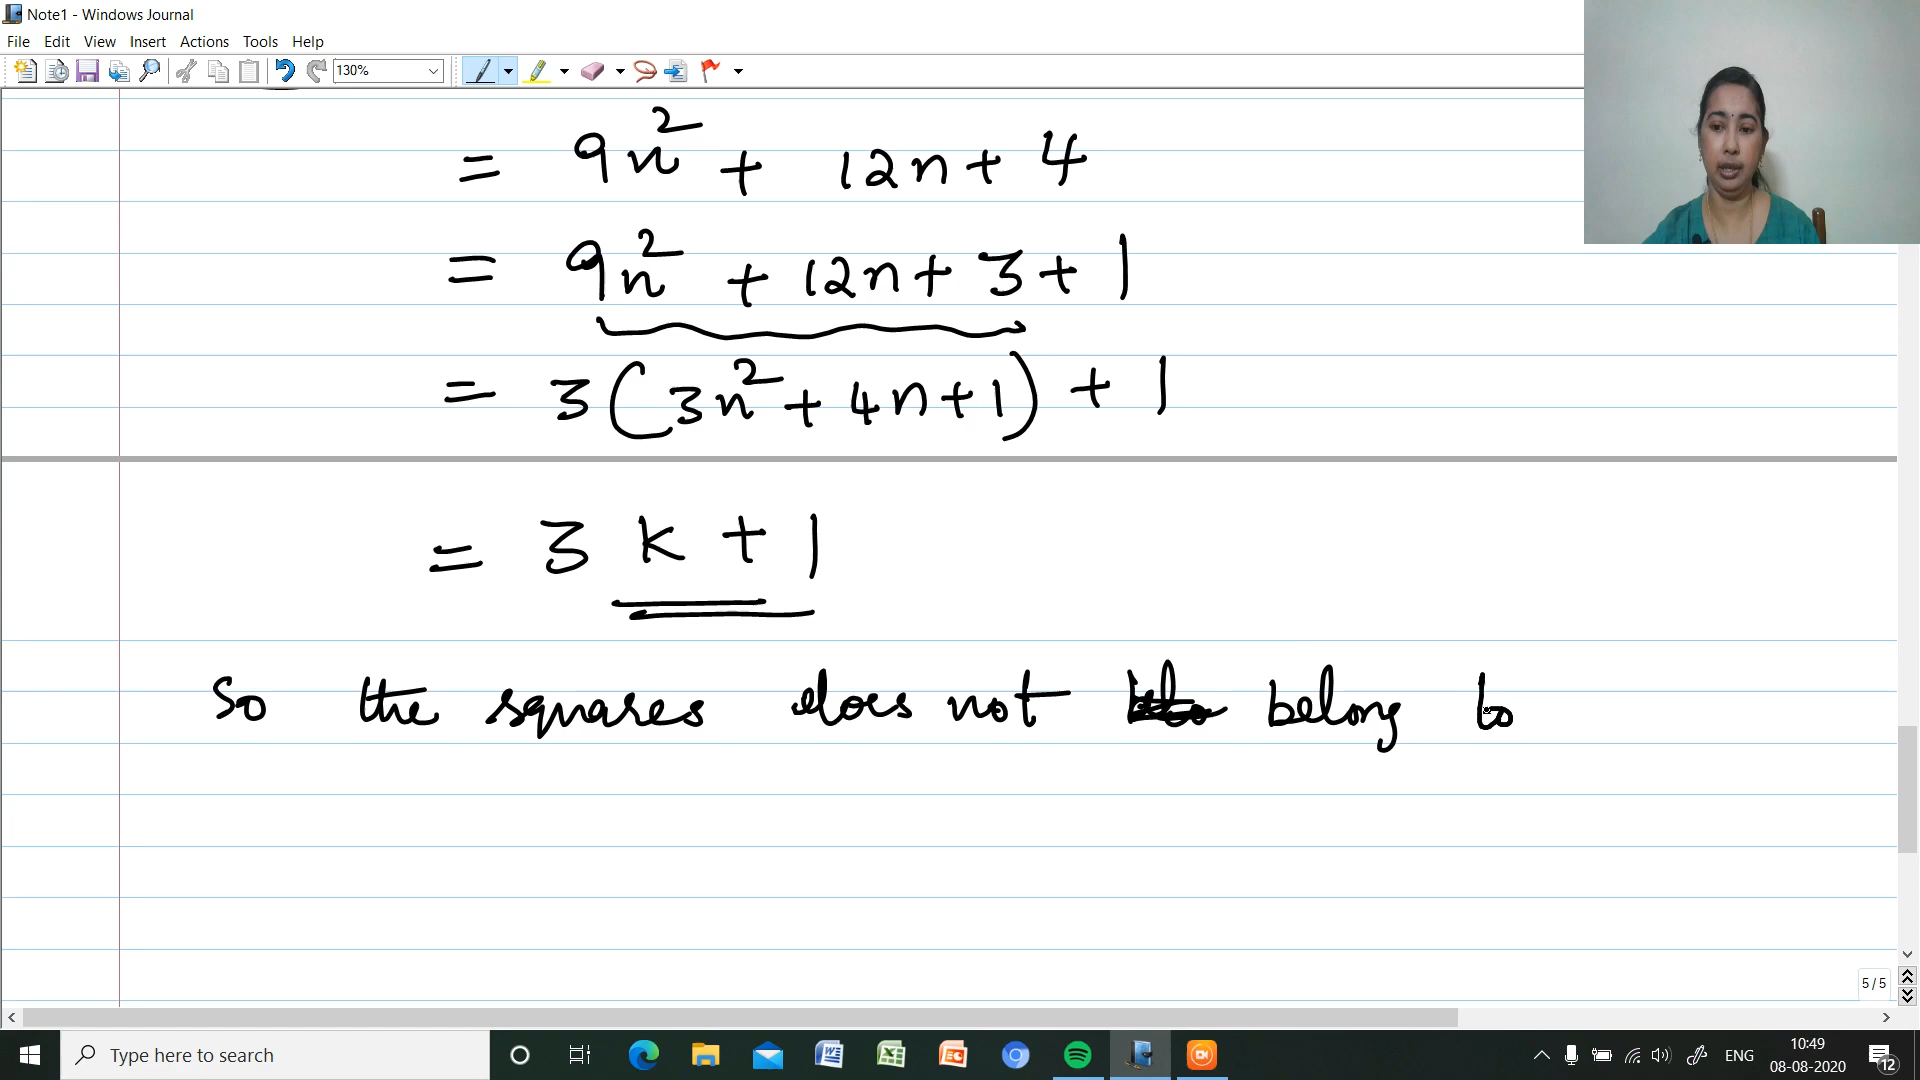 Note1 - Windows Journal
File Edit View Insert Actions Tools Help
130%
= 9n² + 12n + 4
= 9n² + 12n + 3 + 1
= 3(3n² + 4n + 1) + 1
= 3 k + 1
So the squares does not belong to
5 / 5
Type here to search
ENG
10:49
08-08-2020
12